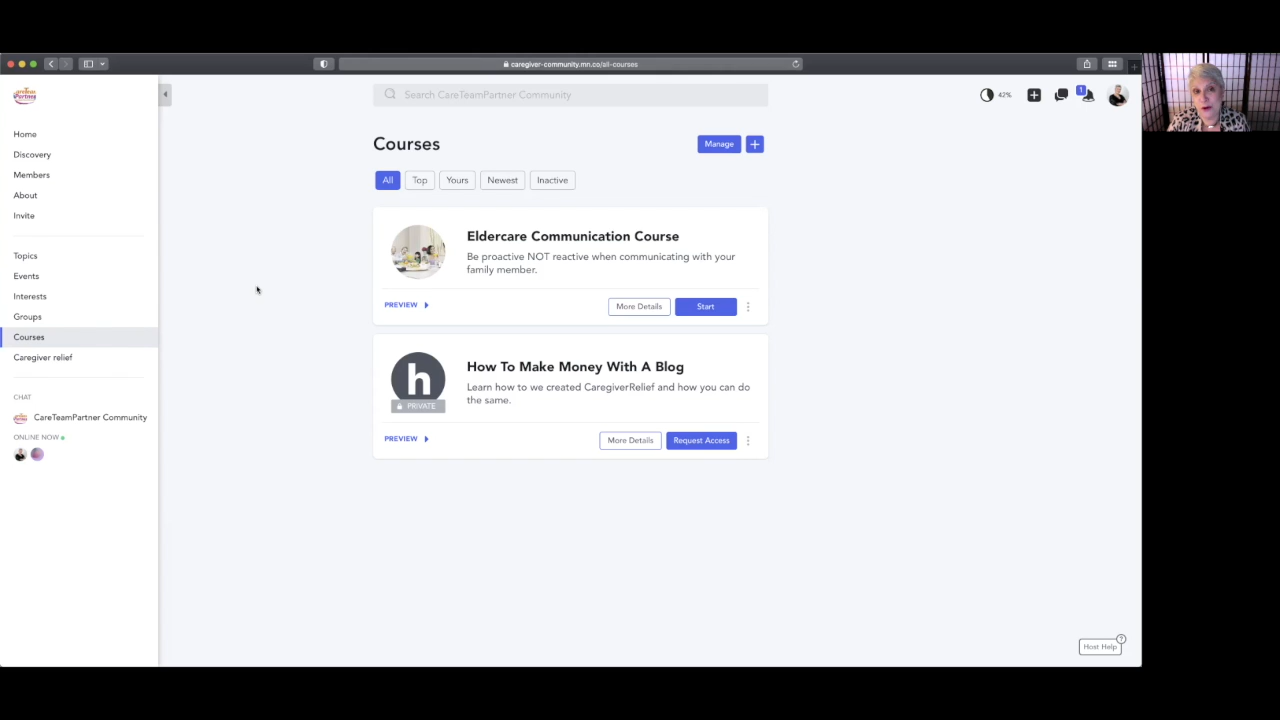 caregiver-community.mn.co/all-courses
CareTeam
Partner
Search CareTeamPartner Community
42%
1
Home
Discovery
Members
About
Invite
Topics
Events
Interests
Groups
Courses
Caregiver relief
CHAT
CareTeamPartner Community
ONLINE NOW
Courses
Manage
+
All
Top
Yours
Newest
Inactive
Eldercare Communication Course
Be proactive NOT reactive when communicating with your
family member.
PREVIEW
More Details
Start
h
PRIVATE
How To Make Money With A Blog
Learn how to we created CaregiverRelief and how you can do
the same.
PREVIEW
More Details
Request Access
Host Help
?